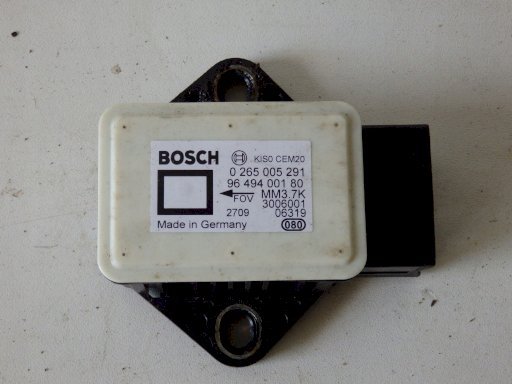 BOSCH KJS0 CEM20
0 265 005 291
96 494 001 80
FOV MM3.7K
3006001
2709 06319
Made in Germany 080